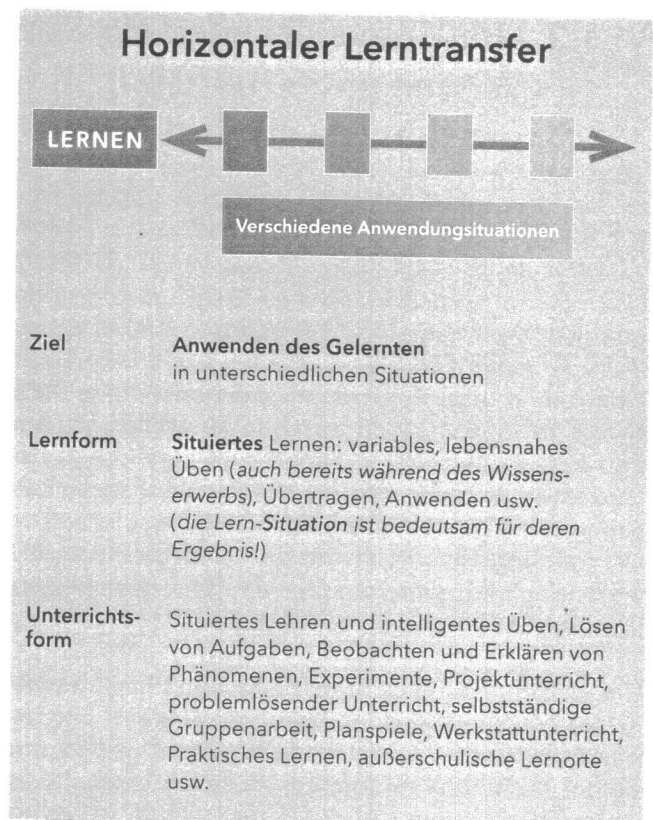 Horizontaler Lerntransfer
LERNEN
Verschiedene Anwendungsituationen
Ziel
Anwenden des Gelernten
in unterschiedlichen Situationen
Lernform
Situiertes Lernen: variables, lebensnahes
Üben (auch bereits während des Wissens-
erwerbs), Übertragen, Anwenden usw.
(die Lern-Situation ist bedeutsam für deren
Ergebnis!)
Unterrichts-
form
Situiertes Lehren und intelligentes Üben, Lösen
von Aufgaben, Beobachten und Erklären von
Phänomenen, Experimente, Projektunterricht,
problemlösender Unterricht, selbstständige
Gruppenarbeit, Planspiele, Werkstattunterricht,
Praktisches Lernen, außerschulische Lernorte
usw.